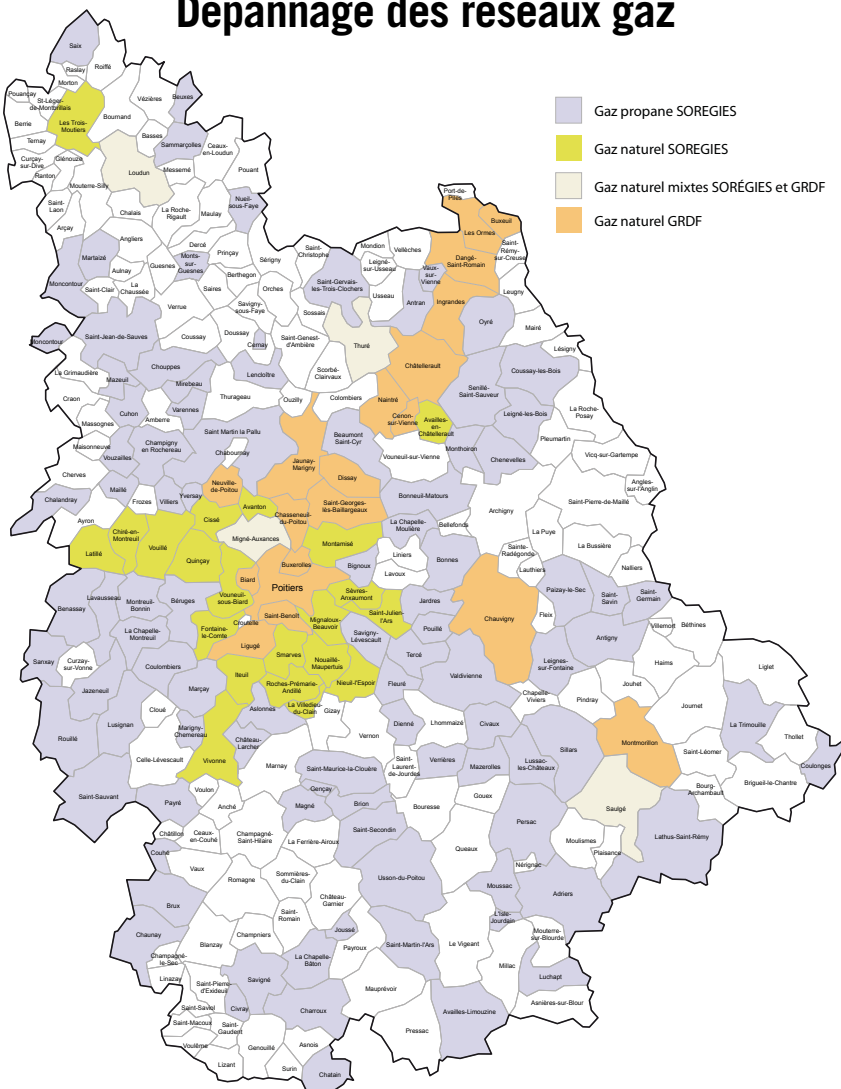 Dépannage des réseaux gaz
Gaz propane SOREGIES
Gaz naturel SOREGIES
Gaz naturel mixtes SORÉGIES et GRDF
Gaz naturel GRDF
Saix
Raslay
Roiffé
Morton
Pouançay
St-Léger-
de-Montbrillais
Vézières
Beuxes
Les Trois-
Moutiers
Bournand
Berrie
Ternay
Basses
Sammarçolles
Ceaux-
en-Loudun
Curçay-
sur-Dive
Glénouze
Ranton
Loudun
Messemé
Pouant
Mouterre-Silly
Saint-
Laon
Chalais
La Roche-
Rigault
Maulay
Nueil-
sous-Faye
Arçay
Angliers
Dercé
Martaizé
Aulnay
Guesnes
Monts-
sur-
Guesnes
Prinçay
Berthegon
Sérigny
Moncontour
Saint-Clair
La
Chaussée
Saires
Orches
Verrue
Savigny-
sous-Faye
Saint-
Christophe
Mondion
Vellèches
Leigné-
sur-Usseau
Saint-Gervais-
les-Trois-Clochers
Usseau
Vaux-
sur-
Vienne
Antran
Port-de-
Piles
Buxeuil
Les Ormes
Saint-
Rémy-
sur-Creuse
Dangé-
Saint-Romain
Leugny
Ingrandes
Oyré
Mairé
Lésigny
Moncontour
Saint-Jean-de-Sauves
Coussay
Doussay
Cernay
Sossais
Saint-Genest-
d'Ambière
Thuré
Châtellerault
La Grimaudière
Mazeuil
Chouppes
Mirebeau
Lencloître
Scorbé-
Clairvaux
Senillé-
Saint-Sauveur
Coussay-les-Bois
Craon
Cuhon
Varennes
Thurageau
Ouzilly
Colombiers
Naintré
Cenon-
sur-Vienne
Availles-
en-
Châtellerault
Leigné-les-Bois
La Roche-
Posay
Massognes
Amberre
Maisonneuve
Vouzailles
Champigny
en Rochereau
Saint Martin la Pallu
Chabournay
Beaumont
Saint-Cyr
Vouneuil-sur-Vienne
Monthoiron
Chenevelles
Pleumartin
Vicq-sur-Gartempe
Cherves
Maillé
Neuville-
de-Poitou
Jaunay-
Marigny
Dissay
Bonneuil-Matours
Angles-
sur-l'Anglin
Chalandray
Frozes
Villiers
Yversay
Avanton
Saint-Georges-
lès-Baillargeaux
Archigny
Saint-Pierre-de-Maillé
Ayron
Cissé
Chasseneuil-
du-Poitou
La Chapelle-
Moulière
Bellefonds
La Puye
Latillé
Chiré-en-
Montreuil
Vouillé
Quinçay
Migné-Auxances
Montamisé
Liniers
Bonnes
Sainte-
Radégonde
La Bussière
Buxerolles
Bignoux
Lavoux
Lauthiers
Nalliers
Biard
Poitiers
Sèvres-
Anxaumont
Jardres
Chauvigny
Paizay-le-Sec
Saint-
Savin
Saint-
Germain
Benassay
Lavausseau
Montreuil-
Bonnin
Béruges
Vouneuil-
sous-Biard
Saint-Benoît
Mignaloux-
Beauvoir
Saint-Julien-
l'Ars
Fleix
Fontaine-
le-Comte
Croutelle
Ligugé
Savigny-
Lévescault
Pouillé
Antigny
Villemort
Béthines
La Chapelle-
Montreuil
Smarves
Nouaillé-
Maupertuis
Tercé
Leignes-
sur-Fontaine
Haims
Liglet
Sanxay
Curzay-
sur-Vonne
Coulombiers
Iteuil
Roches-Prémarie-
Andillé
Nieuil-l'Espoir
Fleuré
Valdivienne
Jouhet
Jazeneuil
Marçay
Aslonnes
La Villedieu-
du-Clain
Gizay
Chapelle-
Viviers
Pindray
Journet
Lusignan
Cloué
Marigny-
Chemereau
Château-
Larcher
Vernon
Dienné
Lhommaizé
Civaux
La Trimouille
Thollet
Rouillé
Celle-Lévescault
Vivonne
Marnay
Saint-
Laurent-
de-Jourdes
Verrières
Mazerolles
Lussac-
les-Châteaux
Sillars
Montmorillon
Saint-Léomer
Coulonges
Saint-Maurice-la-Clouère
Bourg-
Archambault
Brigueil-le-Chantre
Saint-Sauvant
Payré
Voulon
Anché
Gençay
Magné
Brion
Bouresse
Gouex
Saulgé
Châtillon
Ceaux-
en-Couhé
Champagné-
Saint-Hilaire
La Ferrière-Airoux
Saint-Secondin
Queaux
Persac
Moulismes
Plaisance
Lathus-Saint-Rémy
Couhé
Vaux
Romagne
Sommières-
du-Clain
Usson-du-Poitou
Nérignac
Moussac
Adriers
Brux
Château-
Garnier
Saint-
Romain
L'Isle-
Jourdain
Chaunay
Champniers
Joussé
Mouterre-
sur-Blourde
Blanzay
Payroux
Saint-Martin-l'Ars
Le Vigeant
Champagné-
le-Sec
Linazay
La Chapelle-
Bâton
Millac
Luchapt
Saint-Pierre-
d'Exideuil
Savigné
Mauprévoir
Saint-Saviol
Civray
Charroux
Availles-Limouzine
Asnières-sur-Blour
Saint-Macoux
Saint-
Gaudent
Pressac
Voulême
Genouillé
Asnois
Lizant
Surin
Chatain